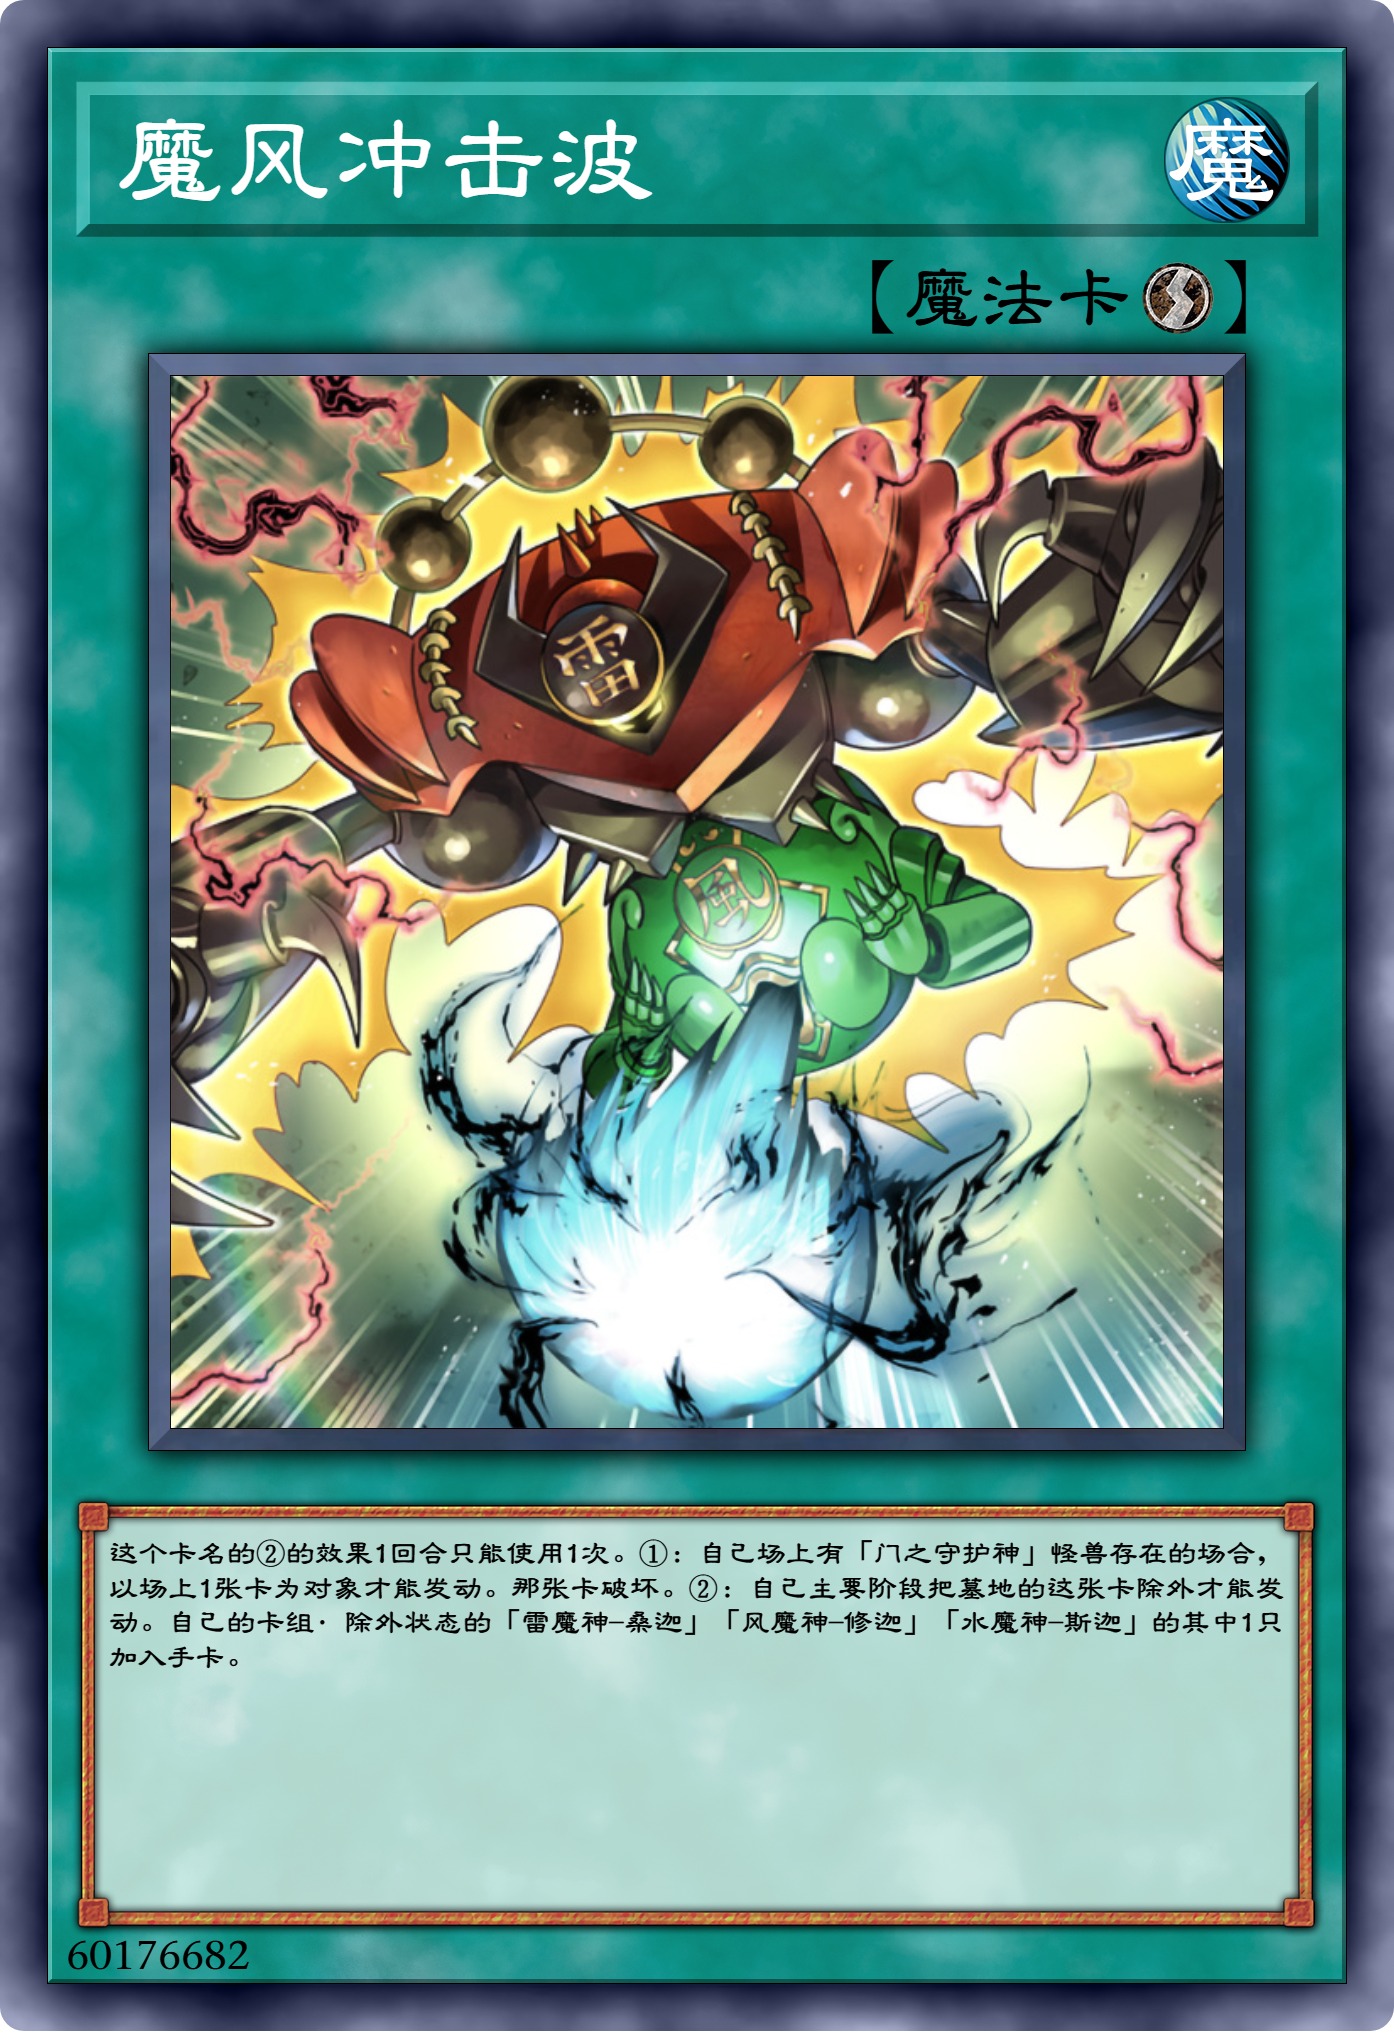 魔风冲击波
魔
【魔法卡】
雷
風
这个卡名的②的效果1回合只能使用1次。①：自己场上有「门之守护神」怪兽存在的场合，
以场上1张卡为对象才能发动。那张卡破坏。②：自己主要阶段把墓地的这张卡除外才能发
动。自己的卡组·除外状态的「雷魔神-桑迦」「风魔神-修迦」「水魔神-斯迦」的其中1只
加入手卡。
60176682